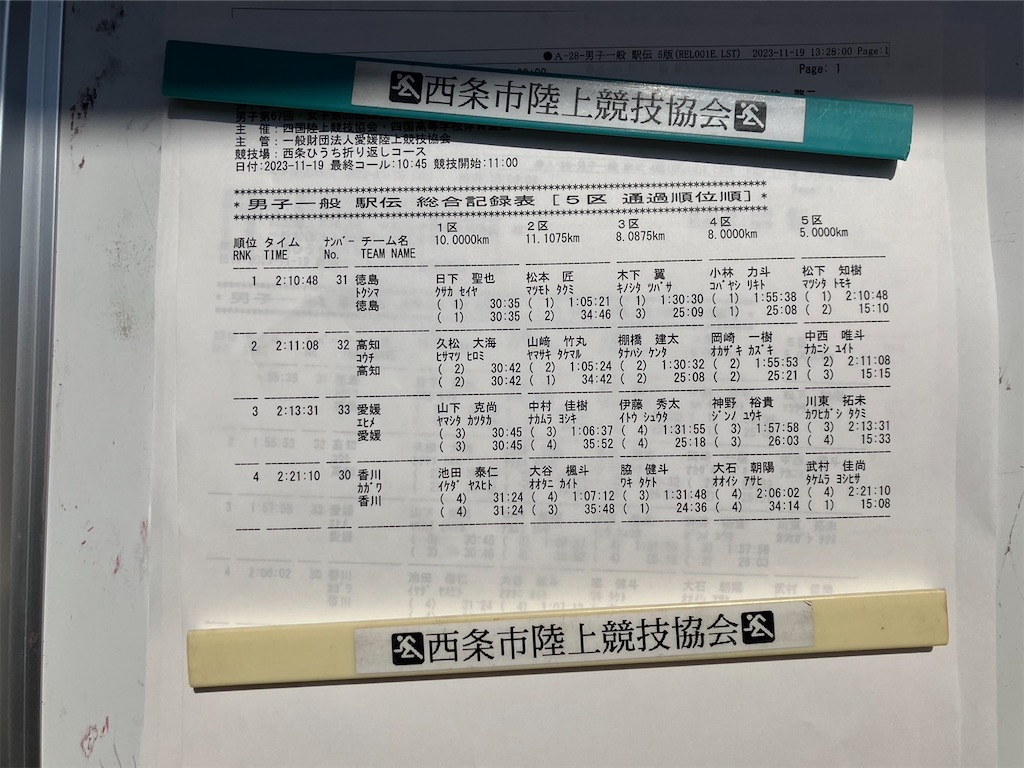 ●A-28-男子一般 駅伝 5版(REL001E.LST) 2023-11-19 13:28:00 Page:1
Page: 1
西条市陸上競技協会
主 催:四国陸上競技協会・四国高等学校体育連盟
主 管:一般財団法人愛媛陸上競技協会
競技場:西条ひうち折り返しコース
日付:2023-11-19 最終コール:10:45 競技開始:11:00
* 男子一般 駅伝 総合記録表 [5区 通過順位順] *
1区 2区 3区 4区 5区
順位 タイム ﾅﾝﾊﾞｰ チーム名 10.0000km 11.1075km 8.0875km 8.0000km 5.0000km
RNK TIME No. TEAM NAME
1 2:10:48 31 徳島 日下 聖也 松本 匠 木下 翼 小林 力斗 松下 知樹
ﾄｸｼﾏ ｸｻｶ ｾｲﾔ ﾏﾂﾓﾄ ﾀｸﾐ ｷﾉｼﾀ ﾂﾊﾞｻ ｺﾊﾞﾔｼ ﾘｷﾄ ﾏﾂｼﾀ ﾄﾓｷ
徳島 ( 1) 30:35 ( 1) 1:05:21 ( 1) 1:30:30 ( 1) 1:55:38 ( 1) 2:10:48
( 1) 30:35 ( 2) 34:46 ( 3) 25:09 ( 1) 25:08 ( 2) 15:10
2 2:11:08 32 高知 久松 大海 山﨑 竹丸 棚橋 建太 岡崎 一樹 中西 唯斗
ｺｳﾁ ﾋｻﾏﾂ ﾋﾛﾐ ﾔﾏｻｷ ﾀｹﾏﾙ ﾀﾅﾊｼ ｹﾝﾀ ｵｶｻﾞｷ ｶｽﾞｷ ﾅｶﾆｼ ﾕｲﾄ
高知 ( 2) 30:42 ( 2) 1:05:24 ( 2) 1:30:32 ( 2) 1:55:53 ( 2) 2:11:08
( 2) 30:42 ( 1) 34:42 ( 2) 25:08 ( 2) 25:21 ( 3) 15:15
3 2:13:31 33 愛媛 山下 克尚 中村 佳樹 伊藤 秀太 神野 裕貴 川東 拓未
ｴﾋﾒ ﾔﾏｼﾀ ｶﾂﾀｶ ﾅｶﾑﾗ ﾖｼｷ ｲﾄｳ ｼｭｳﾀ ｼﾞﾝﾉ ﾕｳｷ ｶﾜﾋｶﾞｼ ﾀｸﾐ
愛媛 ( 3) 30:45 ( 3) 1:06:37 ( 4) 1:31:55 ( 3) 1:57:58 ( 3) 2:13:31
( 3) 30:45 ( 4) 35:52 ( 4) 25:18 ( 3) 26:03 ( 4) 15:33
4 2:21:10 30 香川 池田 泰仁 大谷 楓斗 脇 健斗 大石 朝陽 武村 佳尚
ｶｶﾞﾜ ｲｹﾀﾞ ﾔｽﾋﾄ ｵｵﾀﾆ ｶｲﾄ ﾜｷ ﾀｹﾄ ｵｵｲｼ ｱｻﾋ ﾀｹﾑﾗ ﾖｼﾋｻ
香川 ( 4) 31:24 ( 4) 1:07:12 ( 3) 1:31:48 ( 4) 2:06:02 ( 4) 2:21:10
( 4) 31:24 ( 3) 35:48 ( 1) 24:36 ( 4) 34:14 ( 1) 15:08
西条市陸上競技協会